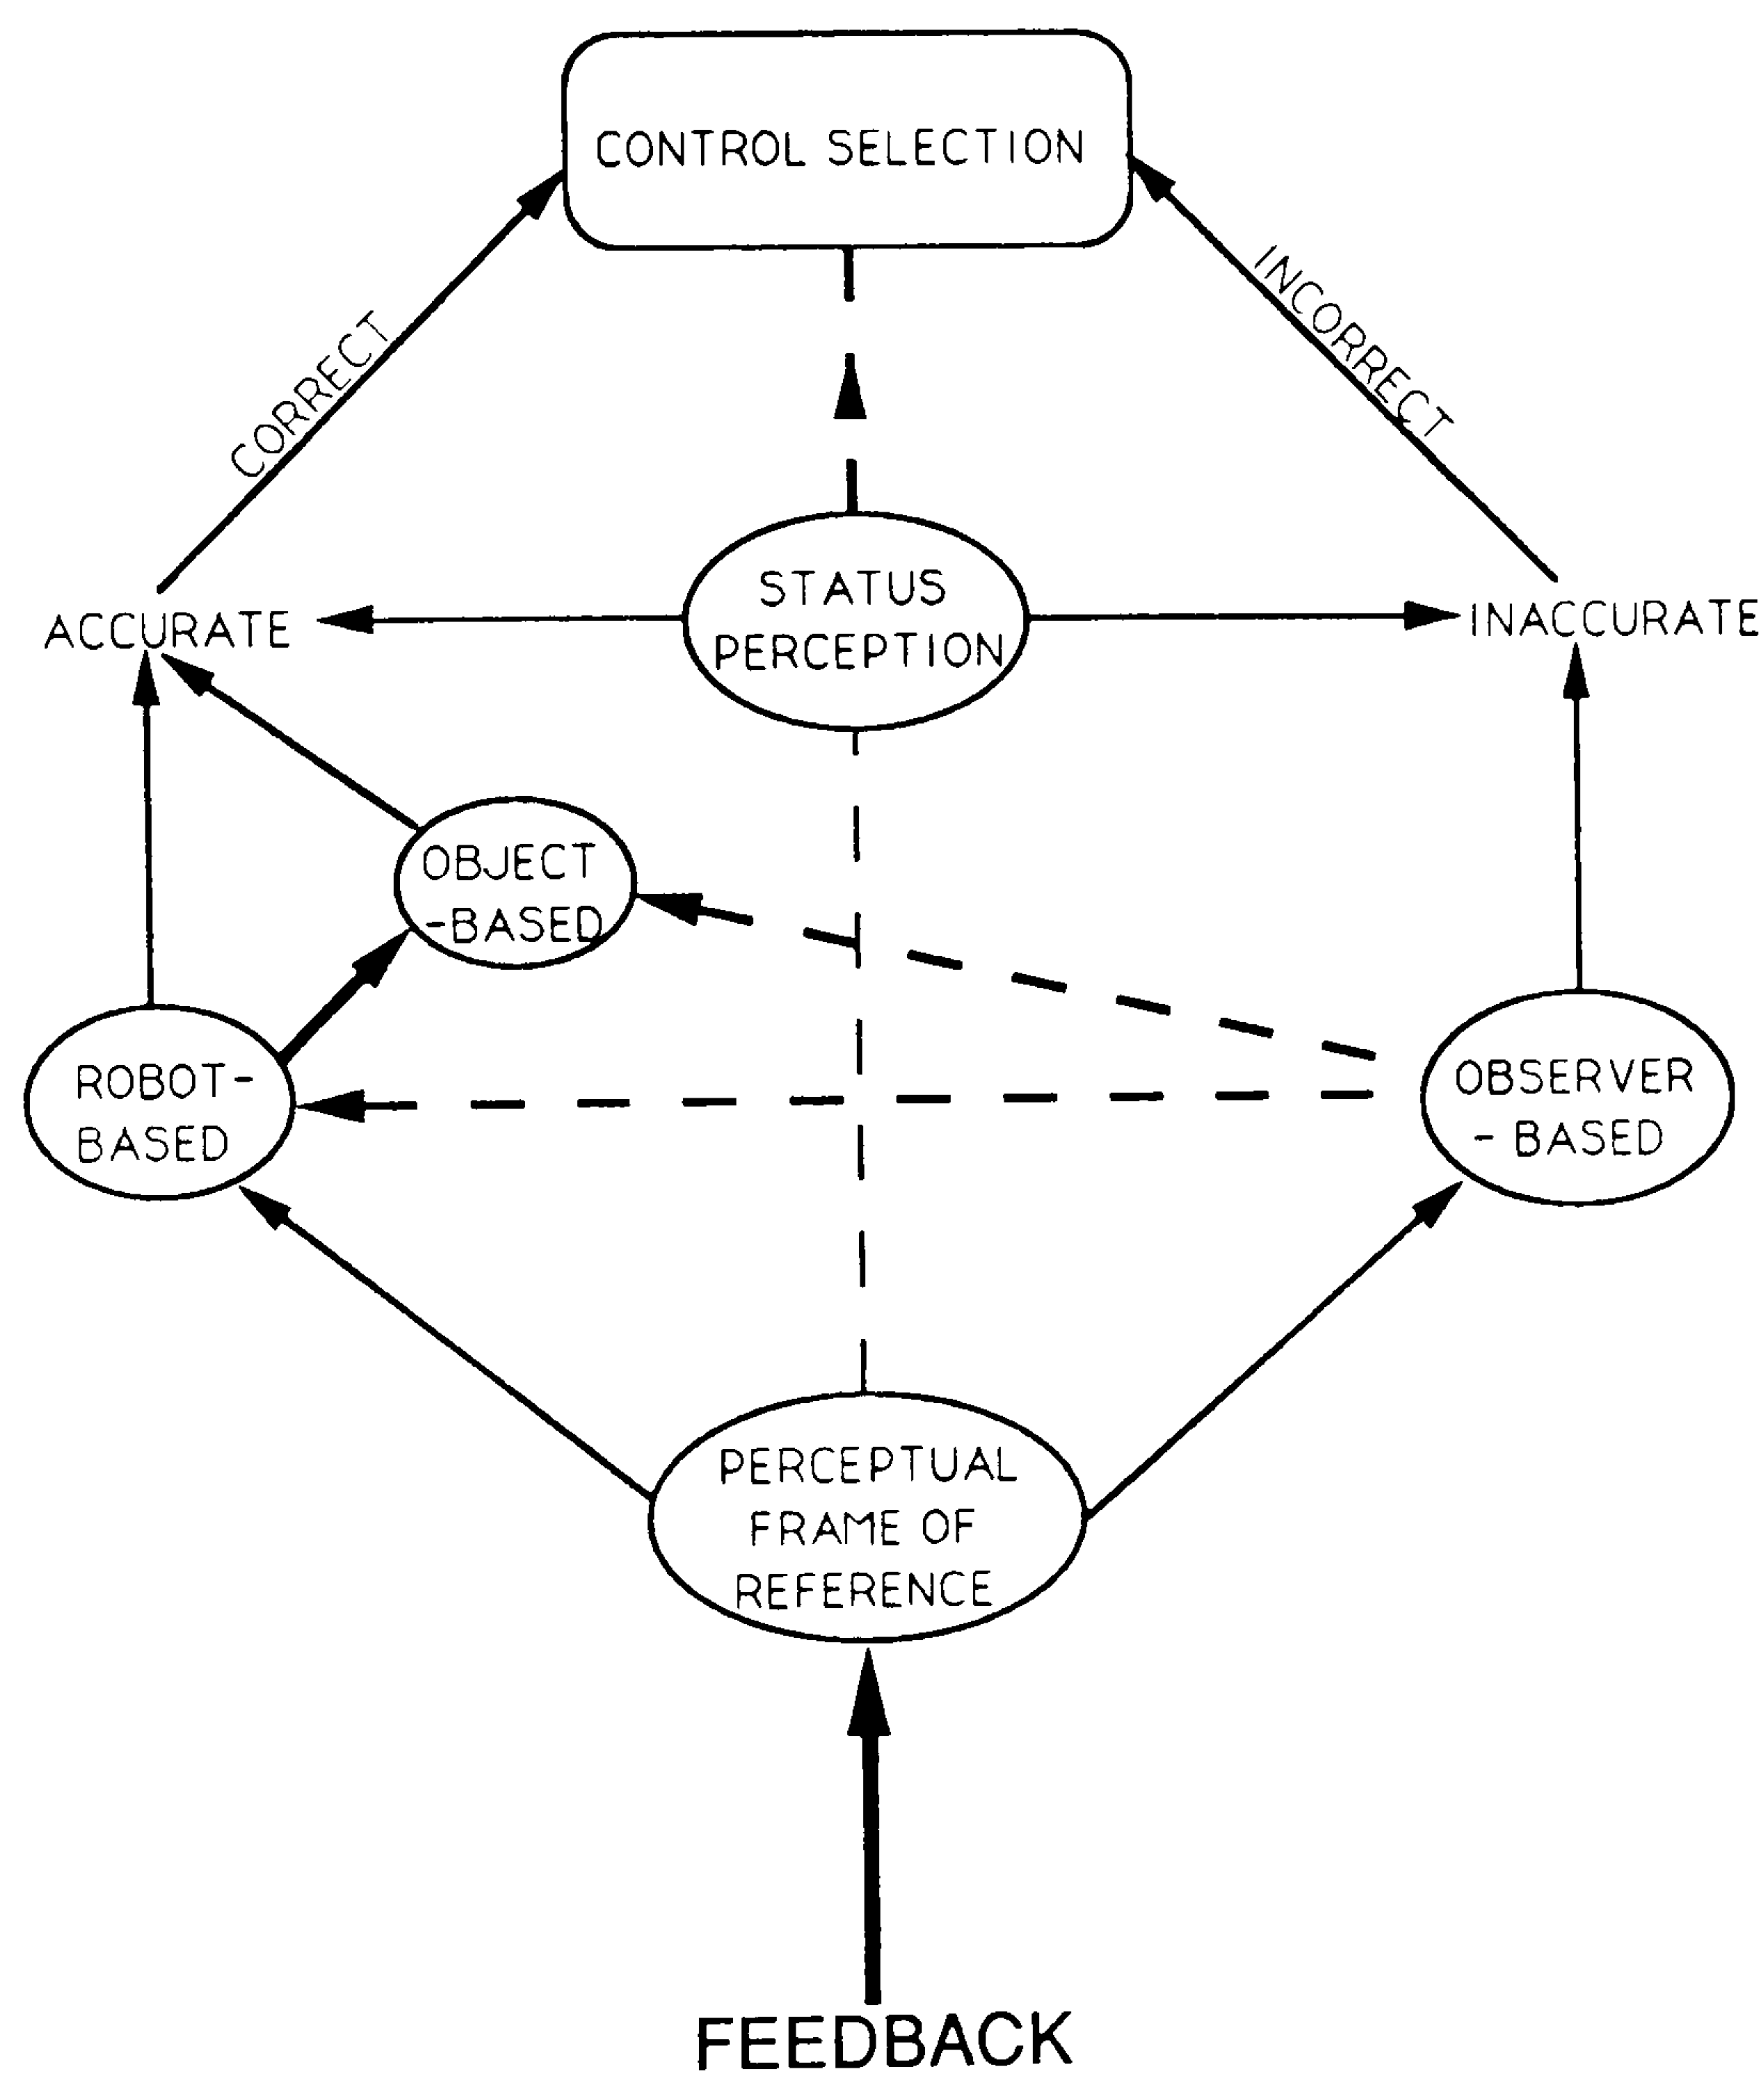 CONTROL SELECTION
CORRECT
INCORRECT
STATUS
PERCEPTION
ACCURATE
INACCURATE
OBJECT
-BASED
ROBOT-
BASED
OBSERVER
- BASED
PERCEPTUAL
FRAME OF
REFERENCE
FEEDBACK